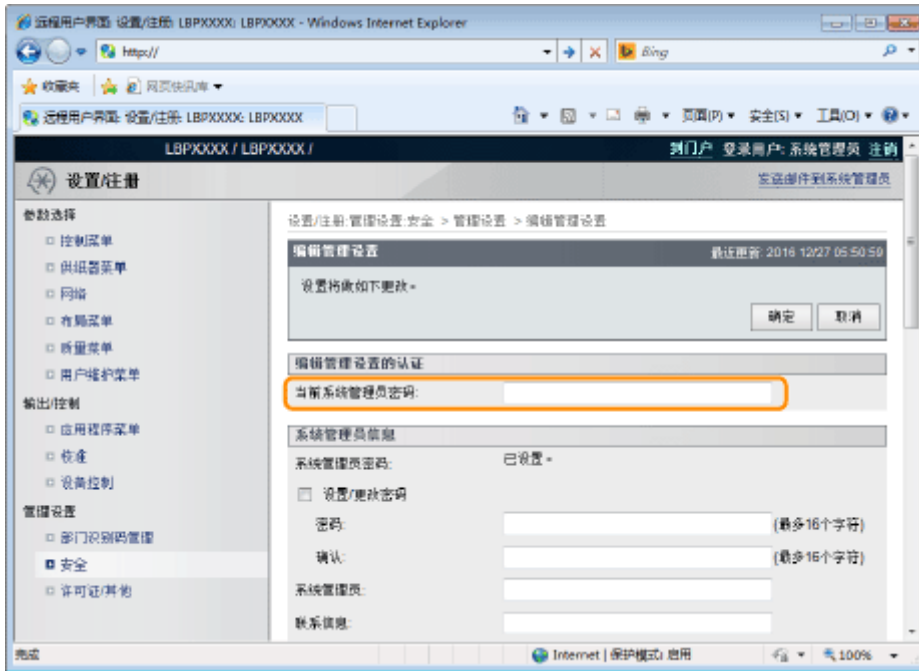 远程用户界面: 设置/注册: LBPXXXX: LBPXXXX - Windows Internet Explorer
http://
Bing
收藏夹 网页快讯库
远程用户界面: 设置/注册: LBPXXXX: LBPXXXX
页面(P) 安全(S) 工具(O)
LBPXXXX / LBPXXXX /
到门户 登录用户: 系统管理员 注销
设置/注册
发送邮件到系统管理员
参数选择
控制菜单
供纸器菜单
网络
布局菜单
质量菜单
用户维护菜单
输出/控制
应用程序菜单
校准
设备控制
管理设置
部门识别码管理
安全
许可证/其他
设置/注册:管理设置:安全 > 管理设置 > 编辑管理设置
编辑管理设置
最近更新: 2016 12/27 05:50:59
设置将做如下更改。
确定 取消
编辑管理设置的认证
当前系统管理员密码:
系统管理员信息
系统管理员密码: 已设置。
设置/更改密码
密码: (最多16个字符)
确认: (最多16个字符)
系统管理员:
联系信息:
完成
Internet | 保护模式: 启用
100%